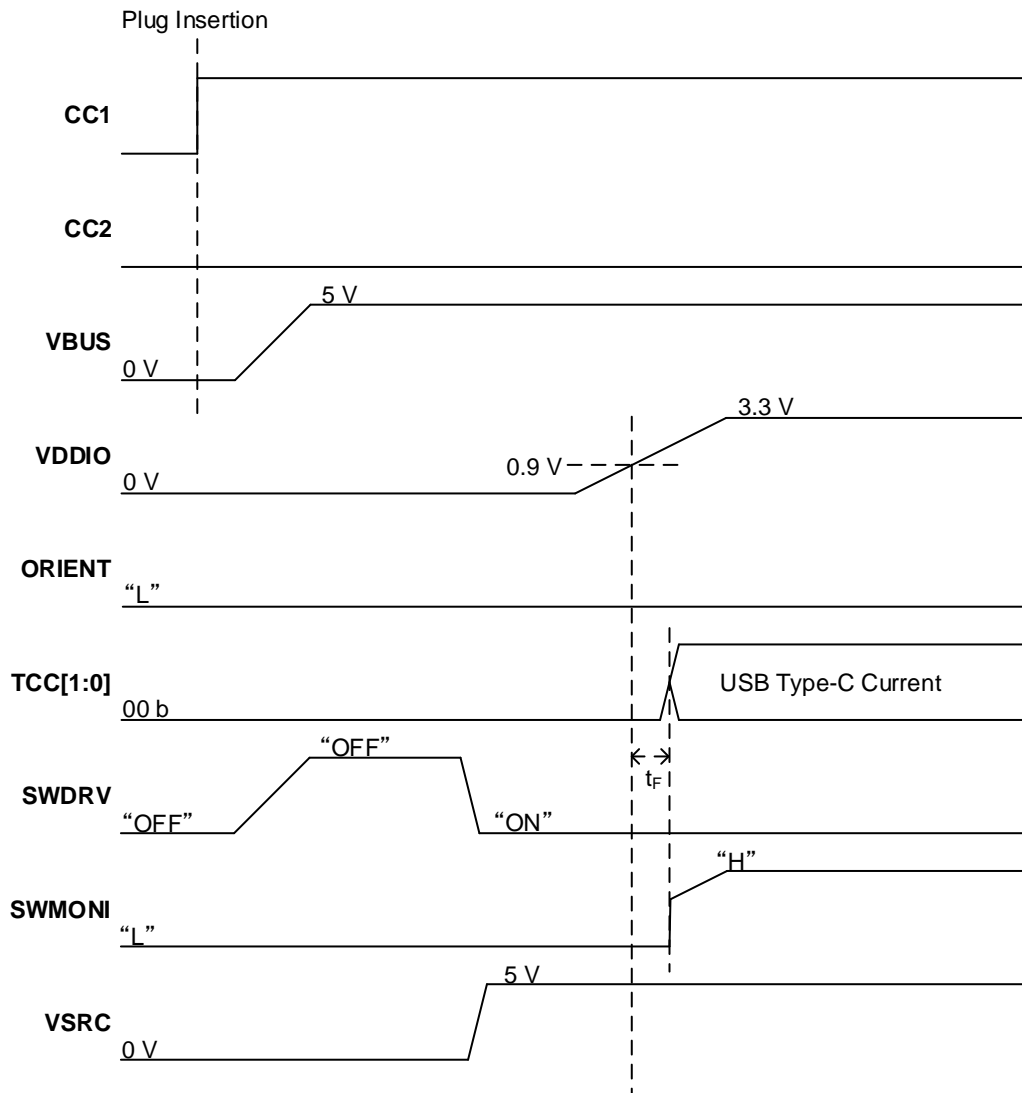 Plug Insertion
CC1
CC2
5 V
VBUS
0 V
3.3 V
VDDIO
0.9 V
0 V
ORIENT
“L”
TCC[1:0]
USB Type-C Current
00 b
“OFF”
tF
SWDRV
“OFF”
“ON”
“H”
SWMONI
“L”
5 V
VSRC
0 V